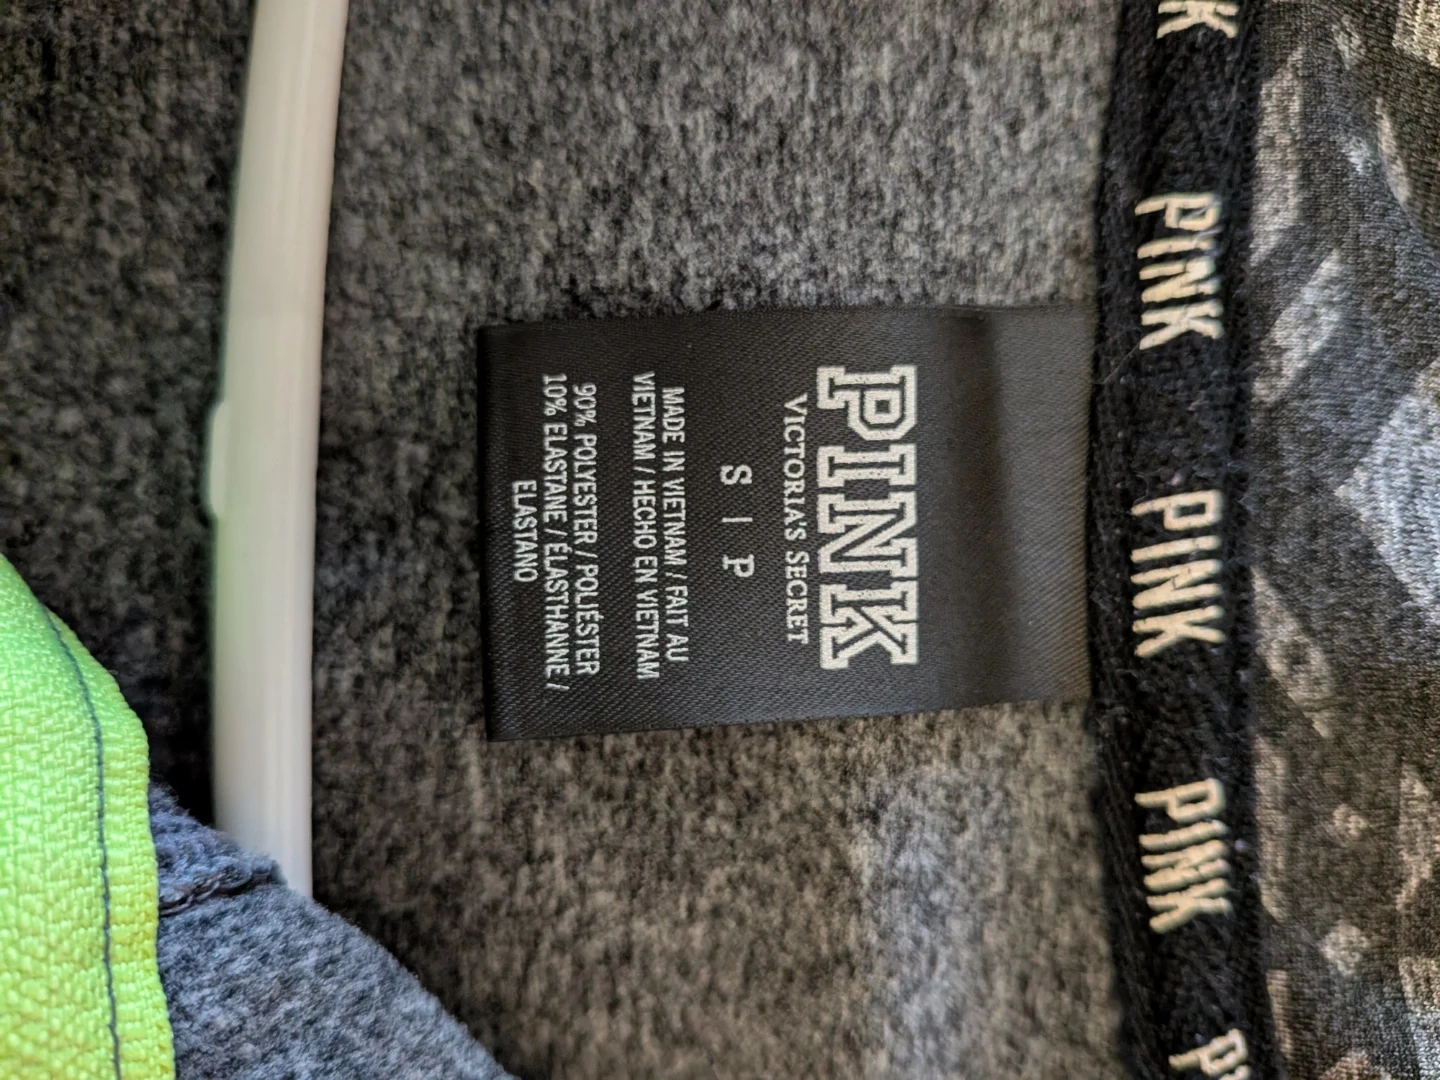 PINK
VICTORIA'S SECRET
S | P
MADE IN VIETNAM / FAIT AU
VIETNAM / HECHO EN VIETNAM
90% POLYESTER / POLIÉSTER
10% ELASTANE / ÉLASTHANNE /
ELASTANO
K
PINK
PINK
PINK
PI